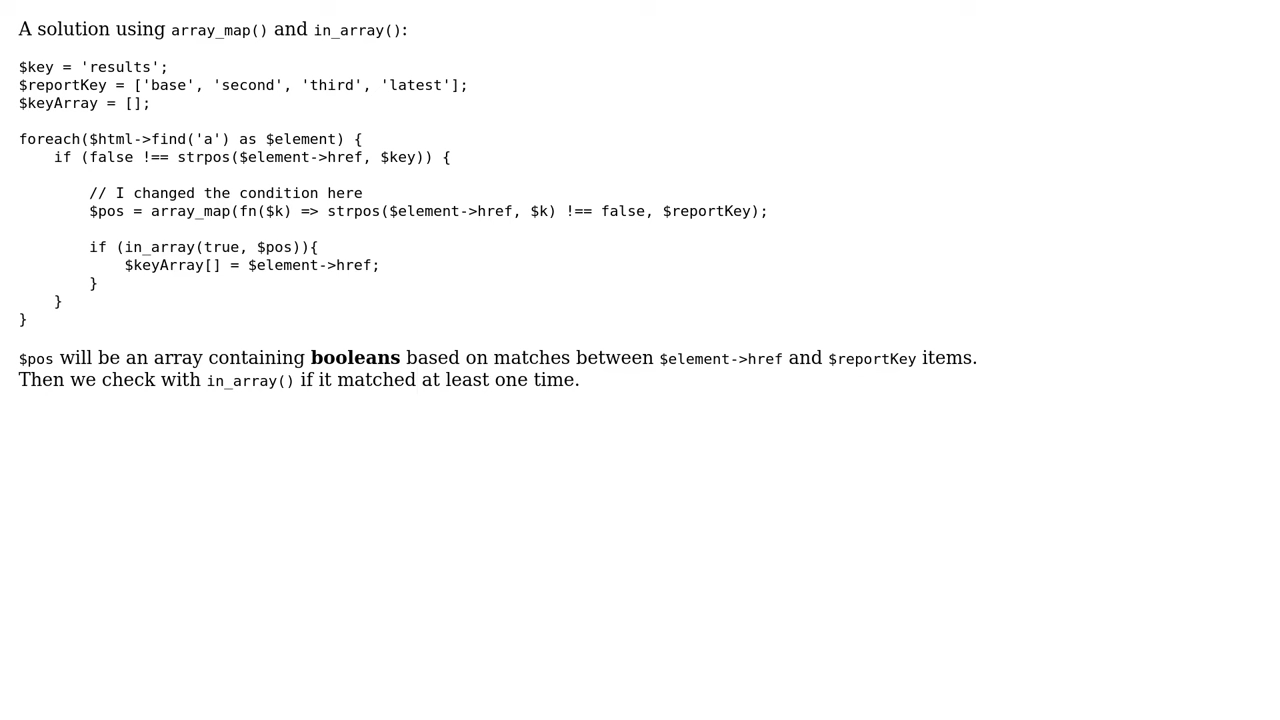 A solution using array_map() and in_array():
$key = 'results';
$reportKey = ['base', 'second', 'third', 'latest'];
$keyArray = [];
foreach($html->find('a') as $element) {
    if (false !== strpos($element->href, $key)) {
        // I changed the condition here
        $pos = array_map(fn($k) => strpos($element->href, $k) !== false, $reportKey);
        if (in_array(true, $pos)){
            $keyArray[] = $element->href;
        }
    }
}
$pos will be an array containing booleans based on matches between $element->href and $reportKey items.
Then we check with in_array() if it matched at least one time.